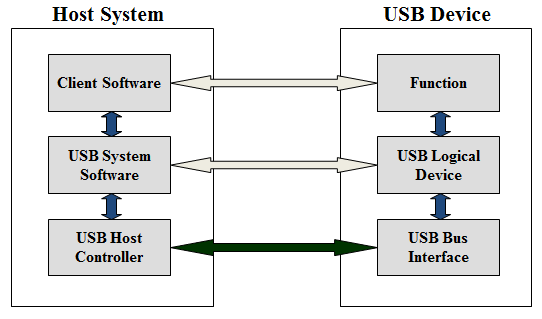 Host System
USB Device
Client Software
Function
USB System
Software
USB Logical
Device
USB Host
Controller
USB Bus
Interface